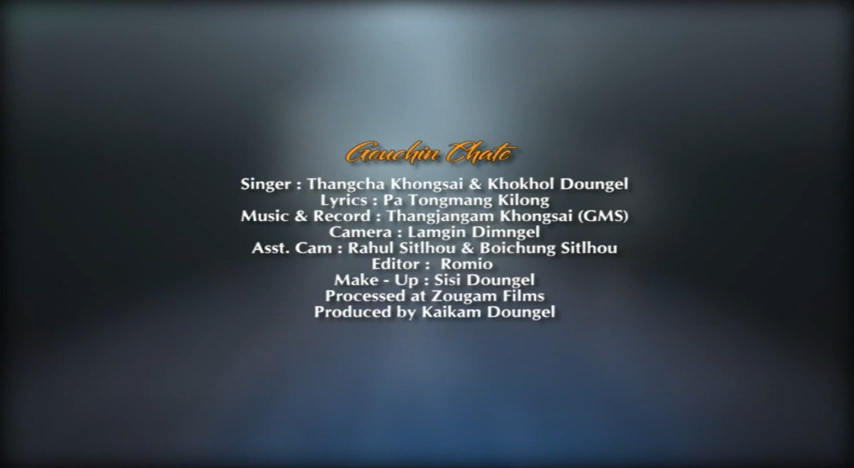 Gouchin Chate
Singer : Thangcha Khongsai & Khokhol Doungel
Lyrics : Pa Tongmang Kilong
Music & Record : Thangjangam Khongsai (GMS)
Camera : Lamgin Dimngel
Asst. Cam : Rahul Sitlhou & Boichung Sitlhou
Editor : Romio
Make - Up : Sisi Doungel
Processed at Zougam Films
Produced by Kaikam Doungel